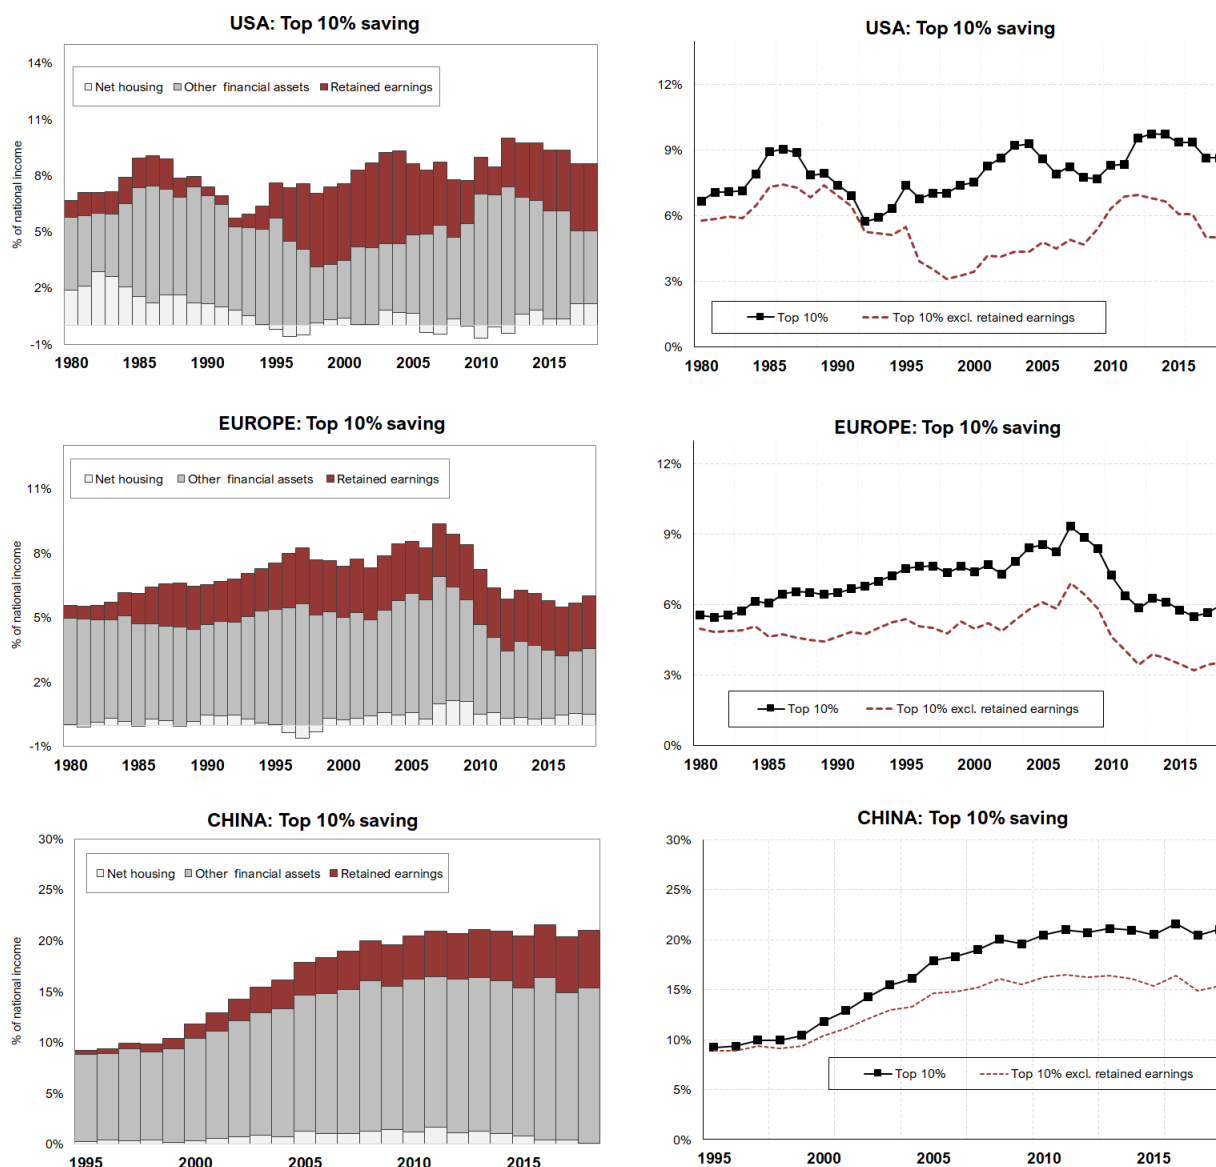 USA: Top 10% saving
14%
11%
8%
5%
2%
-1%
% of national income
Net housing Other financial assets Retained earnings
1980 1985 1990 1995 2000 2005 2010 2015
USA: Top 10% saving
12%
9%
6%
3%
0%
Top 10% Top 10% excl. retained earnings
1980 1985 1990 1995 2000 2005 2010 2015
EUROPE: Top 10% saving
11%
8%
5%
2%
-1%
% of national income
Net housing Other financial assets Retained earnings
1980 1985 1990 1995 2000 2005 2010 2015
EUROPE: Top 10% saving
12%
9%
6%
3%
0%
Top 10% Top 10% excl. retained earnings
1980 1985 1990 1995 2000 2005 2010 2015
CHINA: Top 10% saving
30%
25%
20%
15%
10%
5%
0%
% of national income
Net housing Other financial assets Retained earnings
1995 2000 2005 2010 2015
CHINA: Top 10% saving
30%
25%
20%
15%
10%
5%
0%
Top 10% Top 10% excl. retained earnings
1995 2000 2005 2010 2015